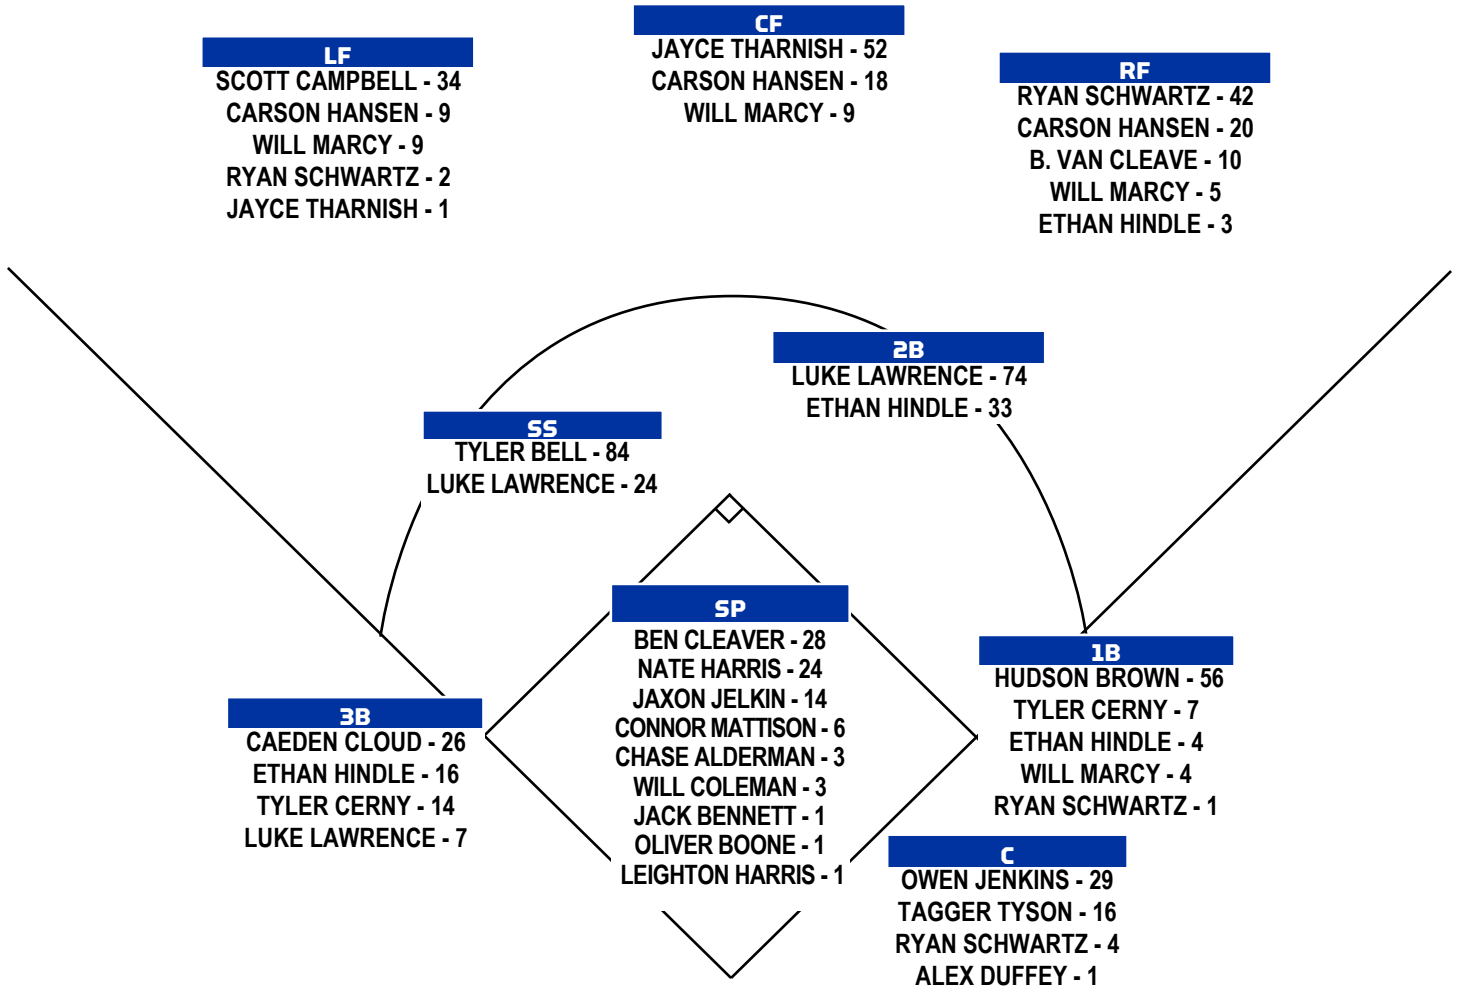 LF
SCOTT CAMPBELL - 34
CARSON HANSEN - 9
WILL MARCY - 9
RYAN SCHWARTZ - 2
JAYCE THARNISH - 1
CF
JAYCE THARNISH - 52
CARSON HANSEN - 18
WILL MARCY - 9
RF
RYAN SCHWARTZ - 42
CARSON HANSEN - 20
B. VAN CLEAVE - 10
WILL MARCY - 5
ETHAN HINDLE - 3
SS
TYLER BELL - 84
LUKE LAWRENCE - 24
2B
LUKE LAWRENCE - 74
ETHAN HINDLE - 33
3B
CAEDEN CLOUD - 26
ETHAN HINDLE - 16
TYLER CERNY - 14
LUKE LAWRENCE - 7
SP
BEN CLEAVER - 28
NATE HARRIS - 24
JAXON JELKIN - 14
CONNOR MATTISON - 6
CHASE ALDERMAN - 3
WILL COLEMAN - 3
JACK BENNETT - 1
OLIVER BOONE - 1
LEIGHTON HARRIS - 1
1B
HUDSON BROWN - 56
TYLER CERNY - 7
ETHAN HINDLE - 4
WILL MARCY - 4
RYAN SCHWARTZ - 1
C
OWEN JENKINS - 29
TAGGER TYSON - 16
RYAN SCHWARTZ - 4
ALEX DUFFEY - 1